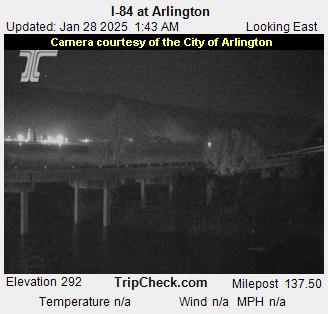 I-84 at Arlington
Updated: Jan 28 2025 1:43 AM Looking East
Camera courtesy of the City of Arlington
Elevation 292 TripCheck.com Milepost 137.50
Temperature n/a Wind n/a MPH n/a